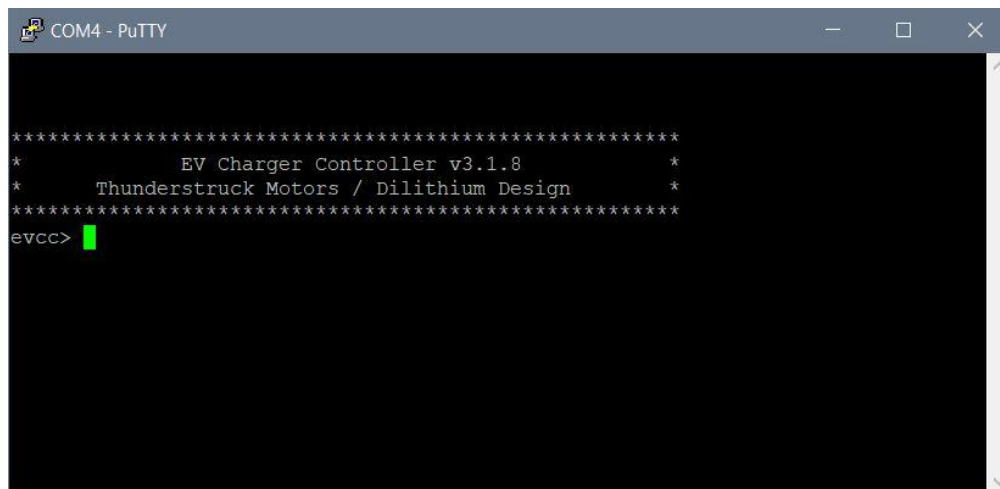 COM4 - PuTTY
*******************************************************
* EV Charger Controller v3.1.8 *
* Thunderstruck Motors / Dilithium Design *
*******************************************************
evcc>